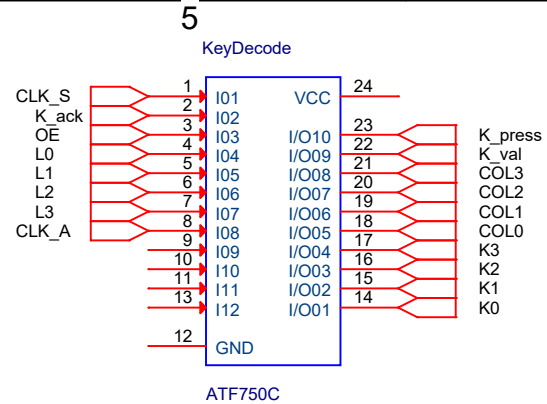 5
KeyDecode
CLK_S 1 I01 VCC 24
K_ack 2 I02
OE 3 I03 I/O10 23 K_press
L0 4 I04 I/O09 22 K_val
L1 5 I05 I/O08 21 COL3
L2 6 I06 I/O07 20 COL2
L3 7 I07 I/O06 19 COL1
CLK_A 8 I08 I/O05 18 COL0
9 I09 I/O04 17 K3
10 I10 I/O03 16 K2
11 I11 I/O02 15 K1
13 I12 I/O01 14 K0
12 GND
ATF750C